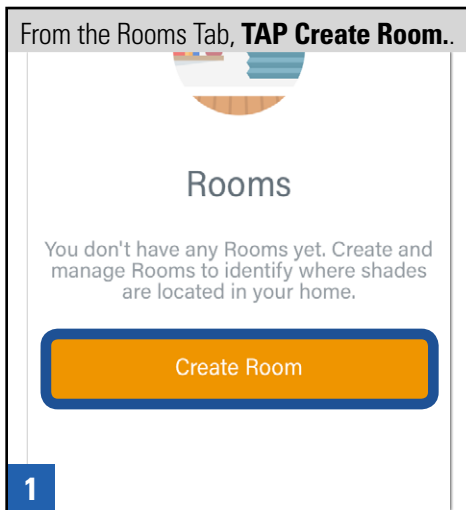 From the Rooms Tab, TAP Create Room..
Rooms
You don't have any Rooms yet. Create and
manage Rooms to identify where shades
are located in your home.
Create Room
1